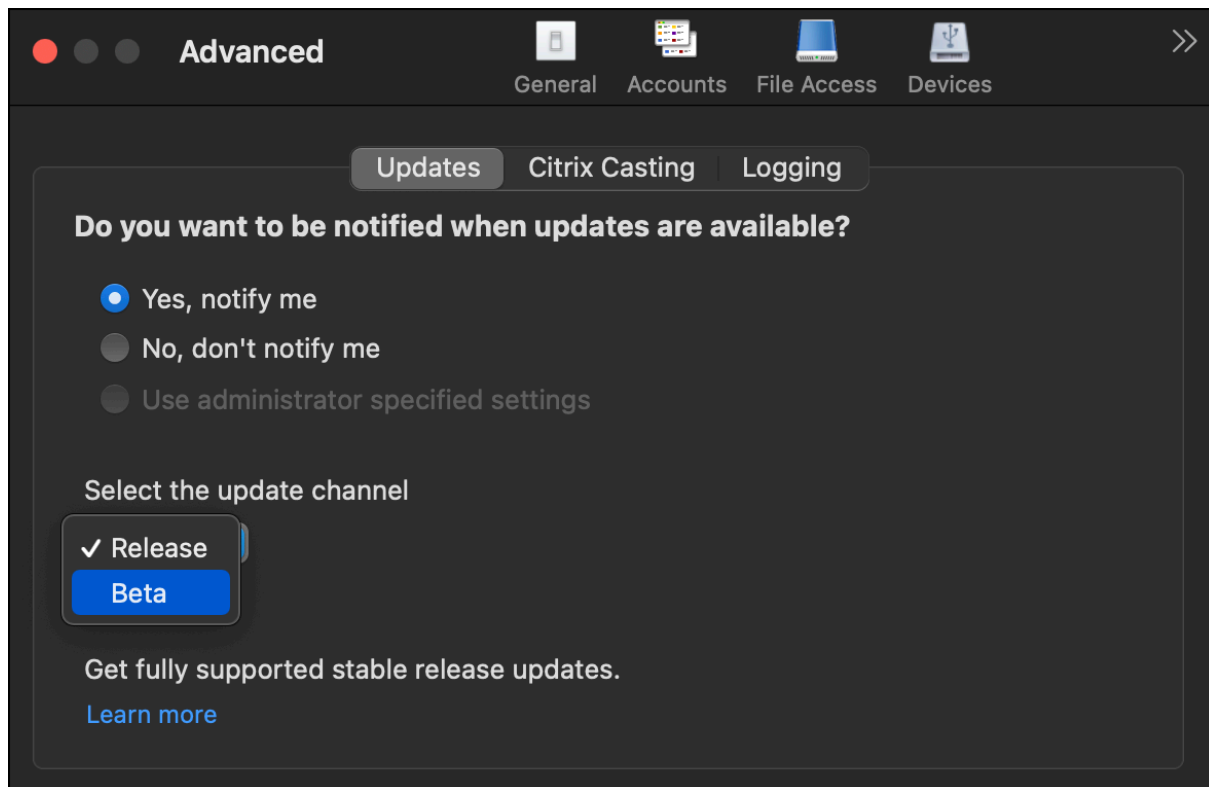 Advanced
General Accounts File Access Devices
Updates Citrix Casting Logging
Do you want to be notified when updates are available?
Yes, notify me
No, don't notify me
Use administrator specified settings
Select the update channel
✓ Release
Beta
Get fully supported stable release updates.
Learn more